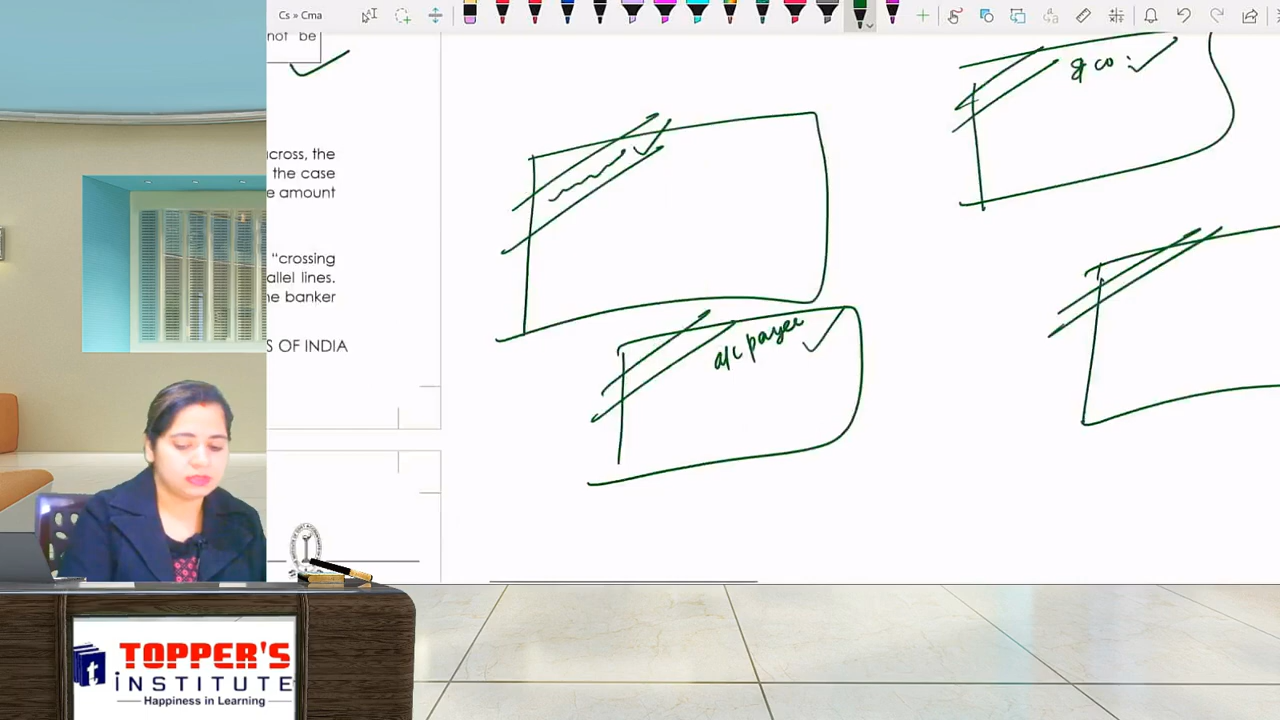 Cs » Cma
not be
across, the
the case
e amount
"crossing
allel lines.
he banker
S OF INDIA
& co.
a/c payee
TOPPER'S
iNSTITUTE
Happiness in Learning
t